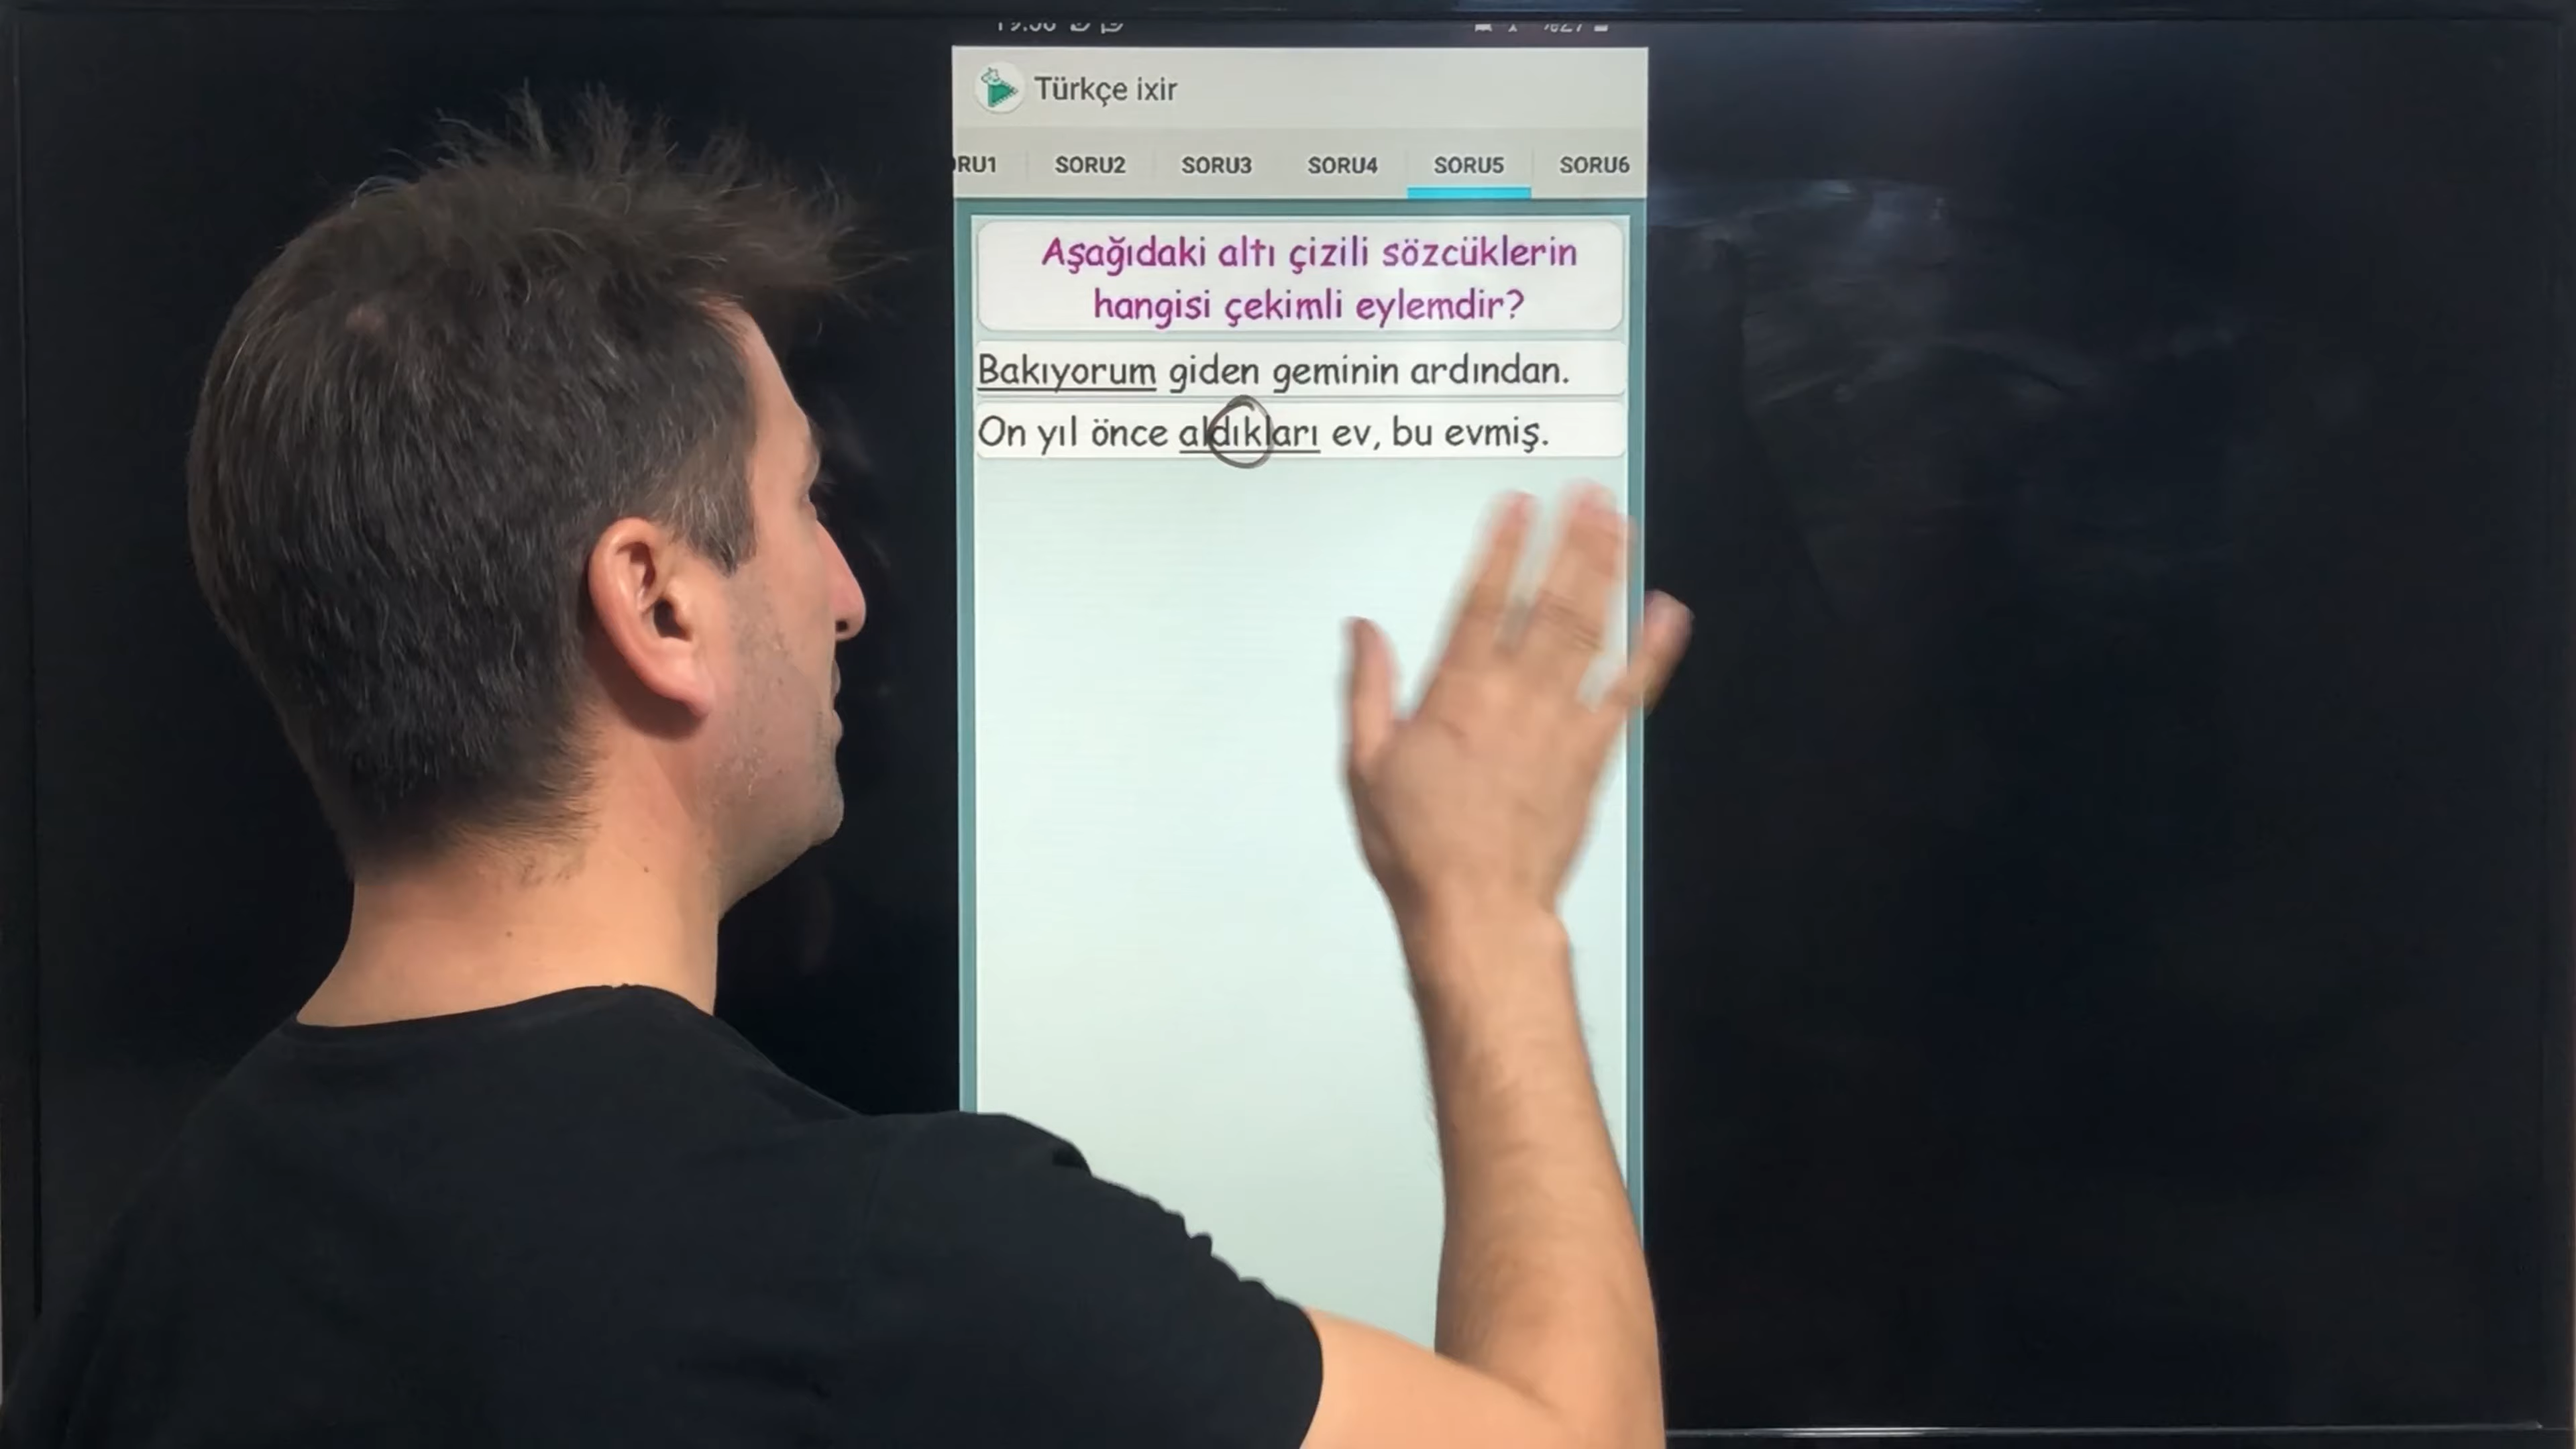 Türkçe ixir
RU1 SORU2 SORU3 SORU4 SORU5 SORU6
Aşağıdaki altı çizili sözcüklerin
hangisi çekimli eylemdir?
Bakıyorum giden geminin ardından.
On yıl önce aldıkları ev, bu evmiş.